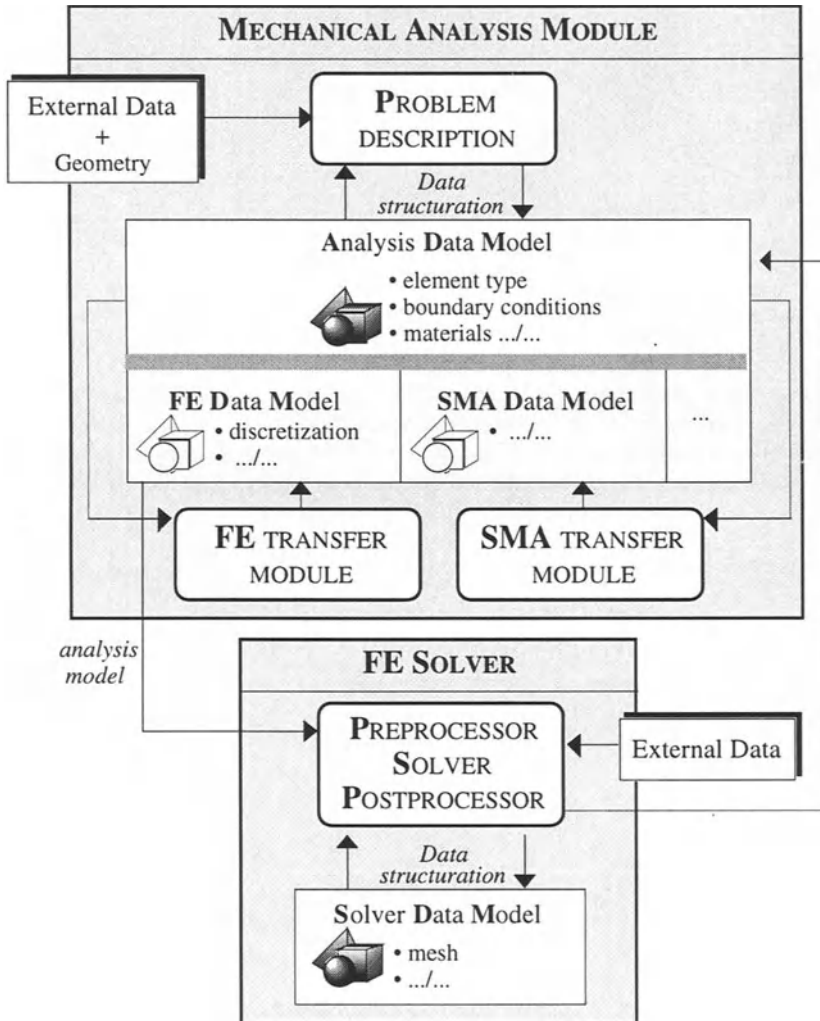 MECHANICAL ANALYSIS MODULE
External Data
+
Geometry
PROBLEM
DESCRIPTION
Data
structuration
Analysis Data Model
• element type
• boundary conditions
• materials .../...
FE Data Model
• discretization
• .../...
SMA Data Model
• .../...
...
FE TRANSFER
MODULE
SMA TRANSFER
MODULE
analysis
model
FE SOLVER
PREPROCESSOR
SOLVER
POSTPROCESSOR
External Data
Data
structuration
Solver Data Model
• mesh
• .../...